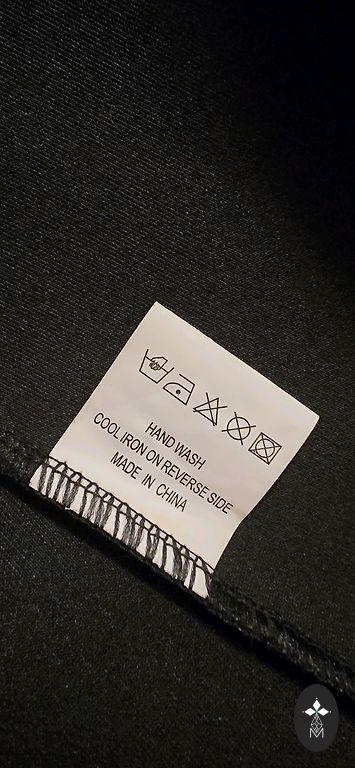 HAND WASH
COOL IRON ON REVERSE SIDE
MADE IN CHINA
M